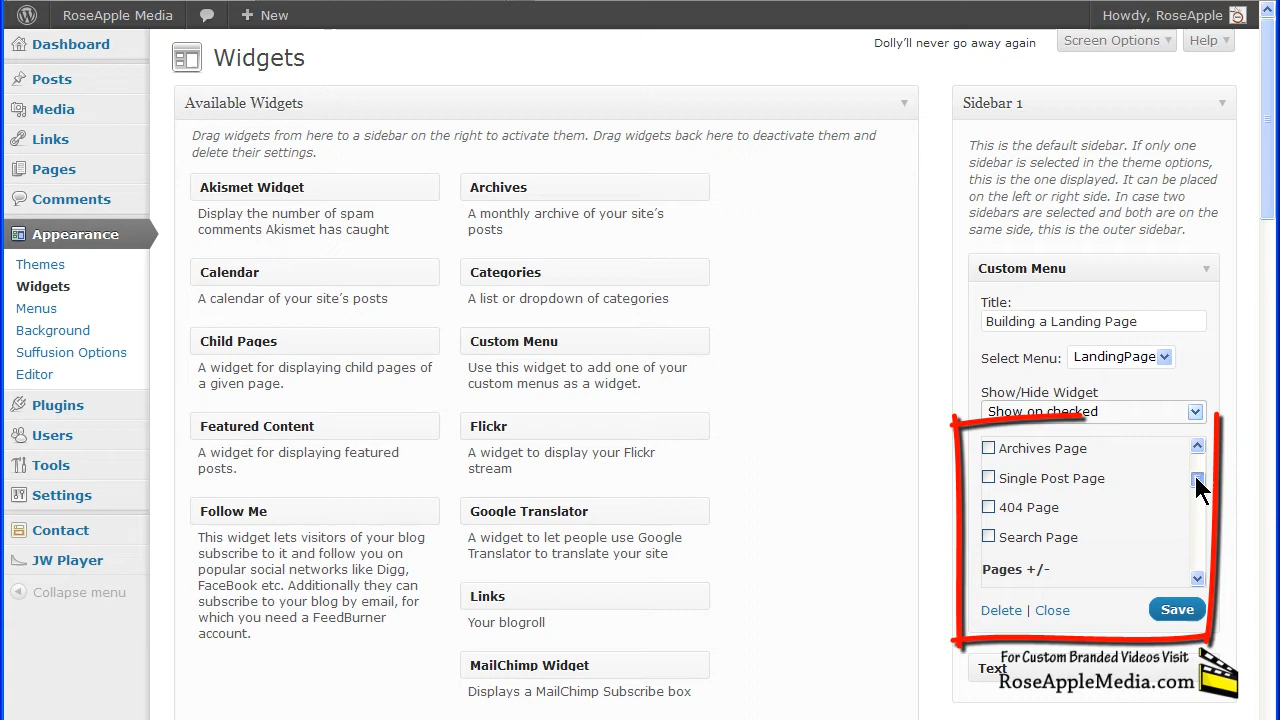 RoseApple Media
New
Howdy, RoseApple
Dashboard
Posts
Media
Links
Pages
Comments
Appearance
Themes
Widgets
Menus
Background
Suffusion Options
Editor
Plugins
Users
Tools
Settings
Contact
JW Player
Collapse menu
Widgets
Dolly'll never go away again
Screen Options
Help
Available Widgets
Drag widgets from here to a sidebar on the right to activate them. Drag widgets back here to deactivate them and
delete their settings.
Akismet Widget
Display the number of spam
comments Akismet has caught
Archives
A monthly archive of your site's
posts
Calendar
A calendar of your site's posts
Categories
A list or dropdown of categories
Child Pages
A widget for displaying child pages of
a given page.
Custom Menu
Use this widget to add one of your
custom menus as a widget.
Featured Content
A widget for displaying featured
posts.
Flickr
A widget to display your Flickr
stream
Follow Me
This widget lets visitors of your blog
subscribe to it and follow you on
popular social networks like Digg,
FaceBook etc. Additionally they can
subscribe to your blog by email, for
which you need a FeedBurner
account.
Google Translator
A widget to let people use Google
Translator to translate your site
Links
Your blogroll
MailChimp Widget
Displays a MailChimp Subscribe box
Sidebar 1
This is the default sidebar. If only one
sidebar is selected in the theme options,
this is the one displayed. It can be placed
on the left or right side. In case two
sidebars are selected and both are on the
same side, this is the outer sidebar.
Custom Menu
Title:
Building a Landing Page
Select Menu: LandingPage
Show/Hide Widget
Show on checked
Archives Page
Single Post Page
404 Page
Search Page
Pages +/-
Delete | Close
Save
Text
For Custom Branded Videos Visit
RoseAppleMedia.com